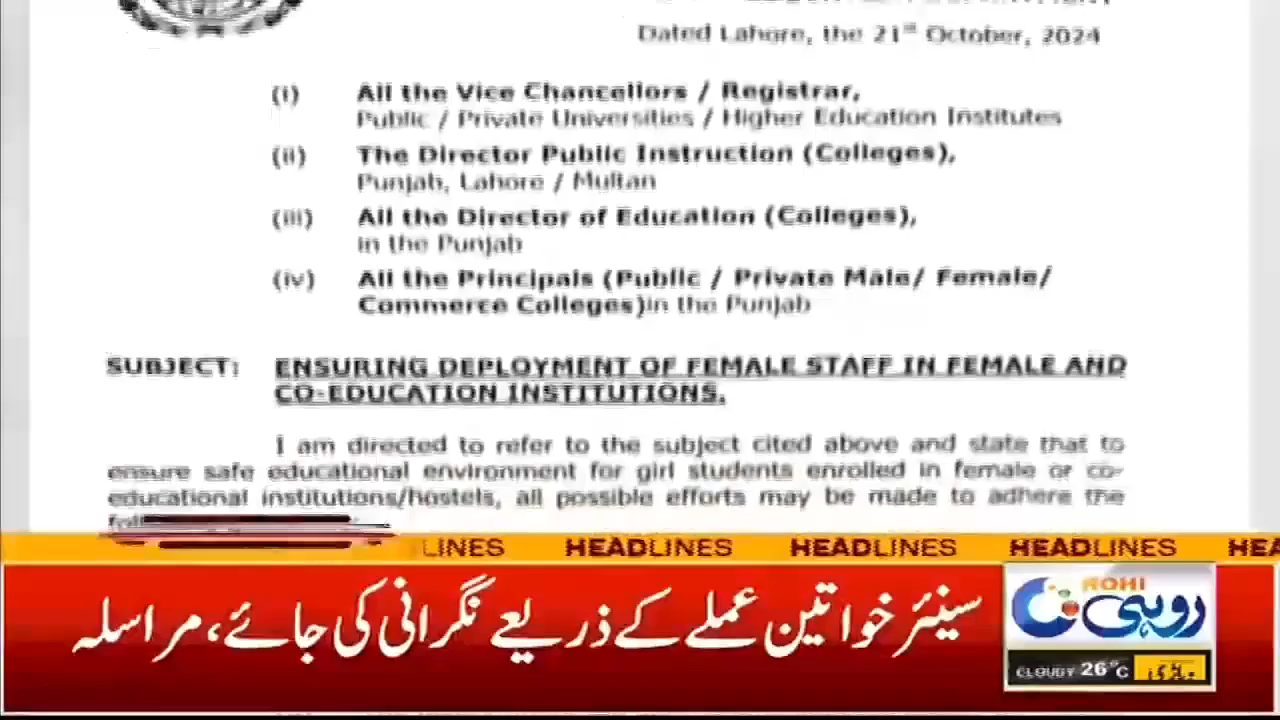 Dated Lahore, the 21st October, 2024
(i) All the Vice Chancellors / Registrar,
Public / Private Universities / Higher Education Institutes
(ii) The Director Public Instruction (Colleges),
Punjab, Lahore / Multan
(iii) All the Director of Education (Colleges),
in the Punjab
(iv) All the Principals (Public / Private Male/ Female/
Commerce Colleges)in the Punjab
SUBJECT: ENSURING DEPLOYMENT OF FEMALE STAFF IN FEMALE AND
CO-EDUCATION INSTITUTIONS.
I am directed to refer to the subject cited above and state that to
ensure safe educational environment for girl students enrolled in female or co-
educational institutions/hostels, all possible efforts may be made to adhere the
LINES HEADLINES HEADLINES HEADLINES HEA
سینئر خواتین عملے کے ذریعے نگرانی کی جائے، مراسلہ
ROHI
روہی
CLOUDY 26°C